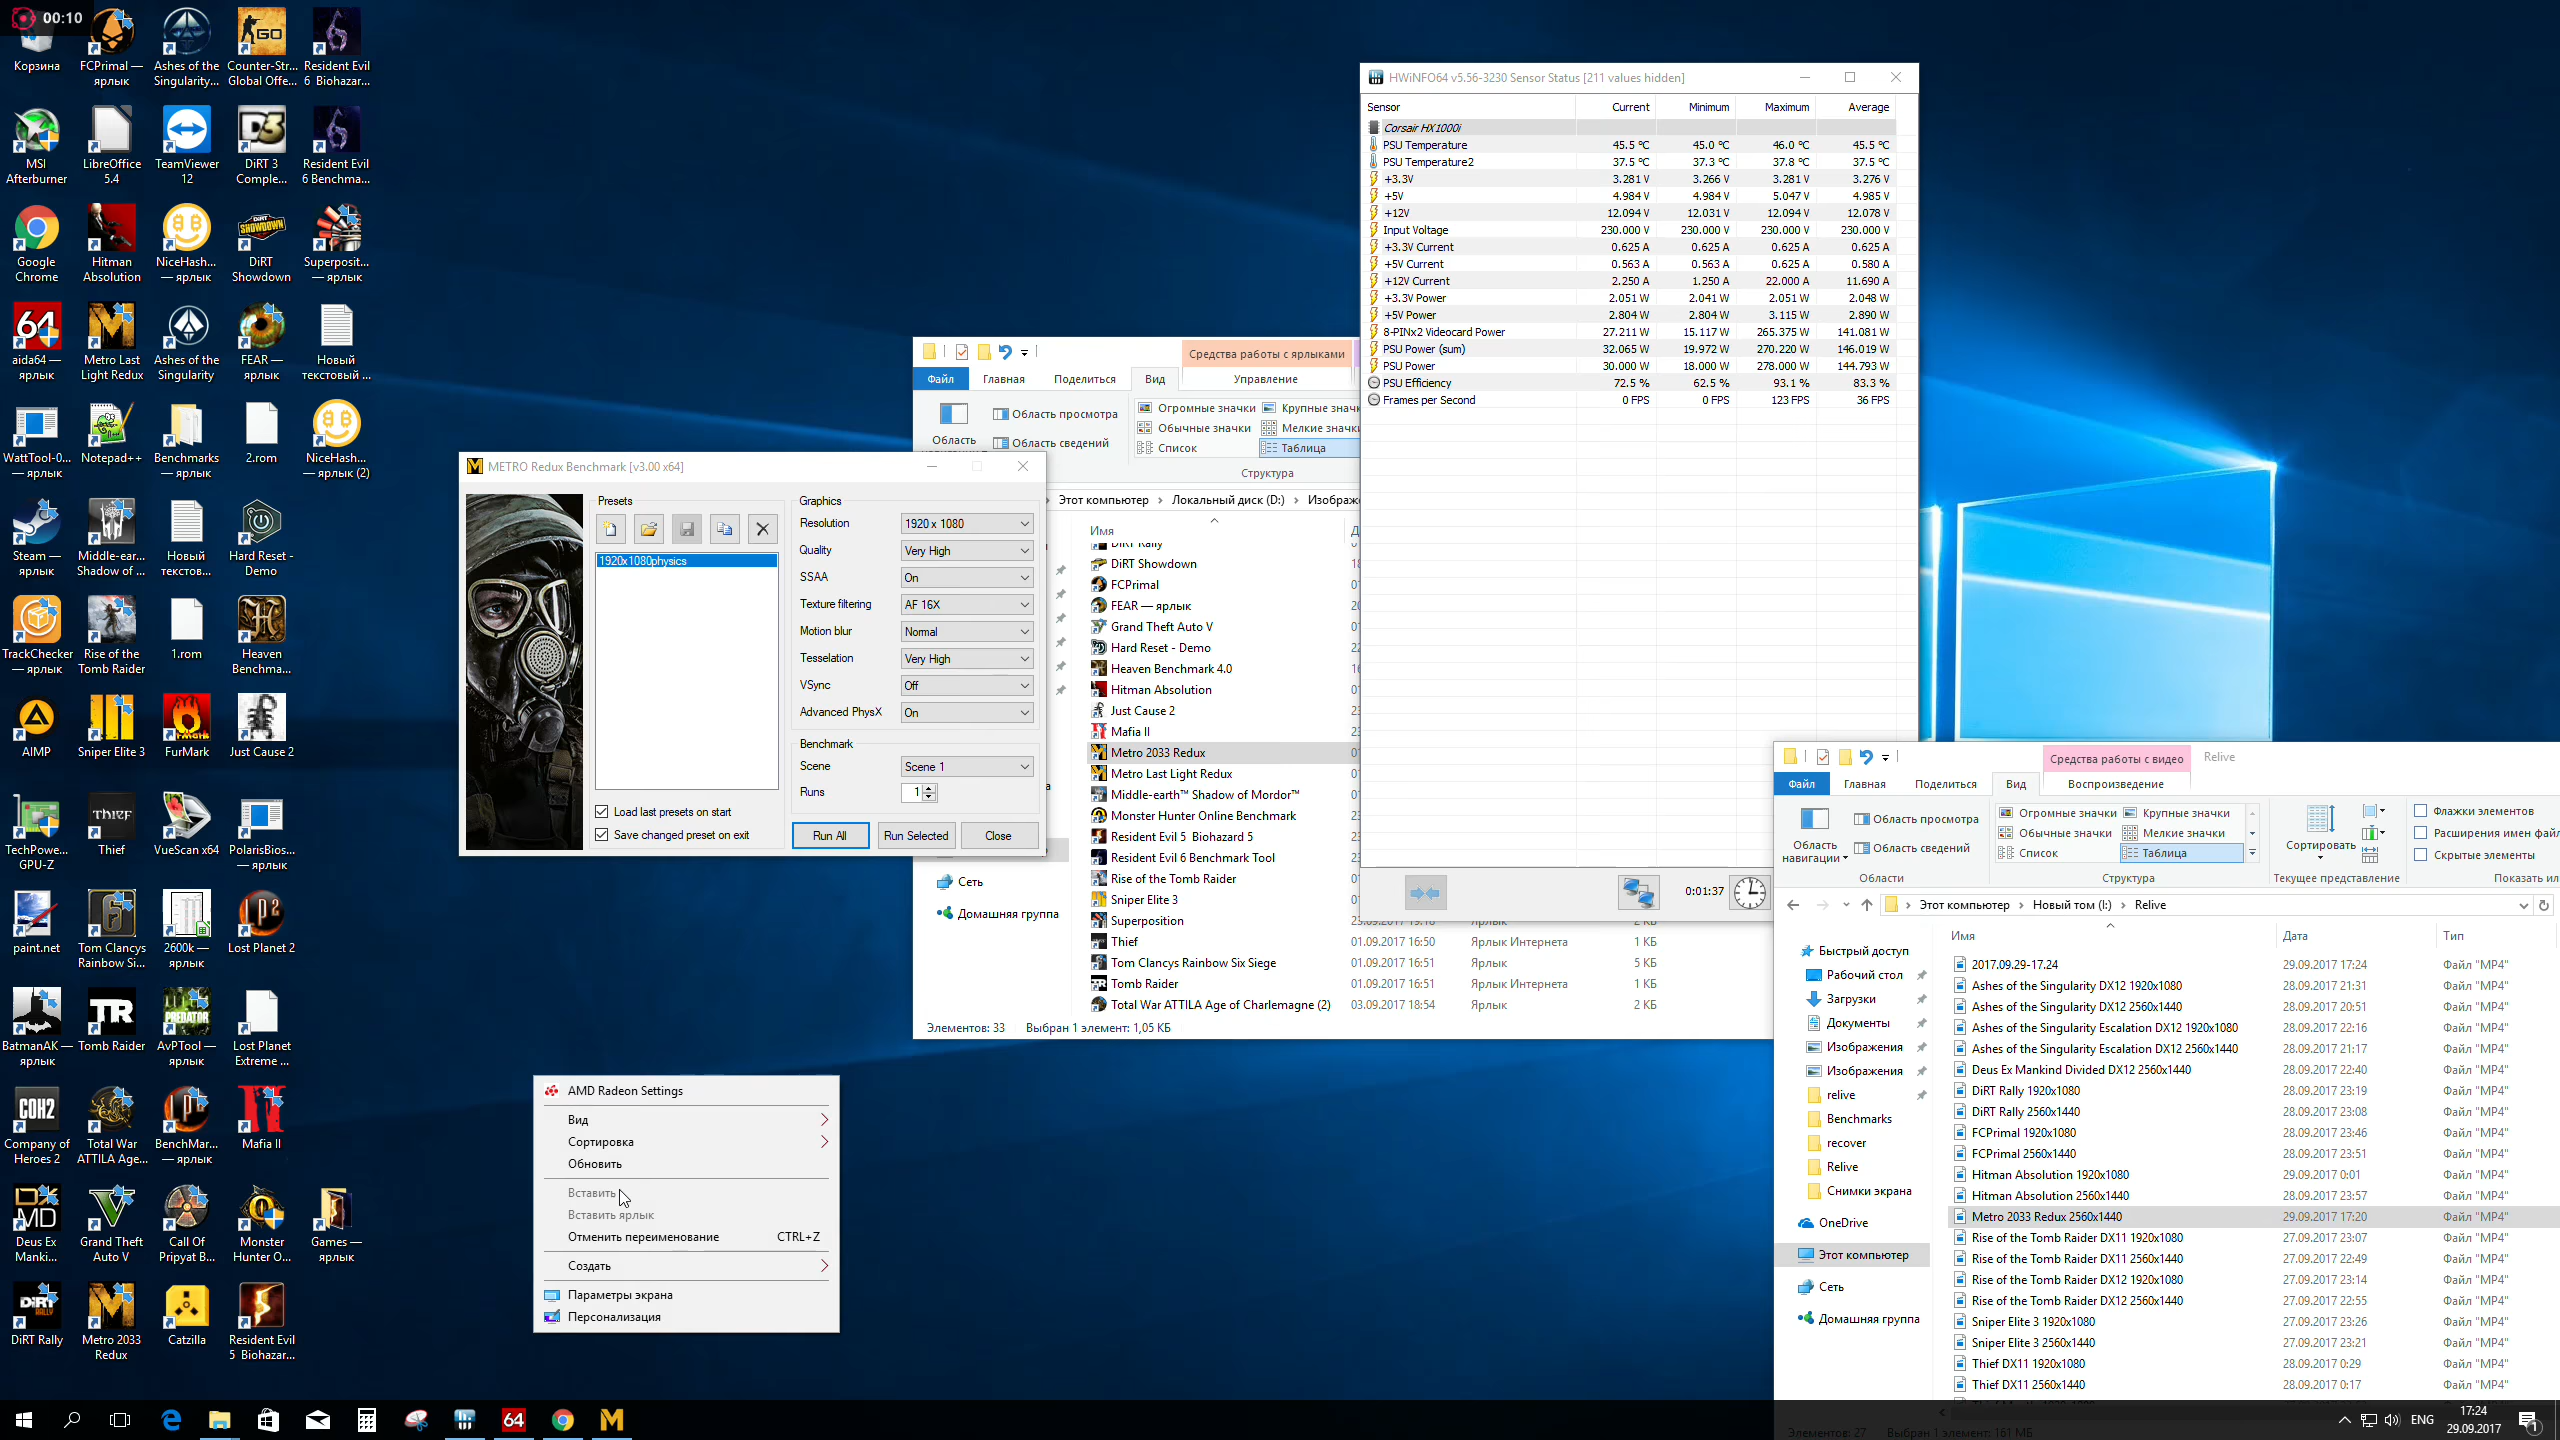 00:10
Корзина
FCPrimal —
ярлык
Ashes of the
Singularity...
Counter-Str...
Global Offe...
Resident Evil
6 Biohazar...
MSI
Afterburner
LibreOffice
5.4
TeamViewer
12
DiRT 3
Comple...
Resident Evil
6 Benchma...
Google
Chrome
Hitman
Absolution
NiceHash...
— ярлык
DiRT
Showdown
Superposit...
— ярлык
aida64 —
ярлык
Metro Last
Light Redux
Ashes of the
Singularity
FEAR —
ярлык
Новый
текстовый ...
WattTool-0...
— ярлык
Notepad++
Benchmarks
— ярлык
2.rom
NiceHash...
— ярлык (2)
Steam —
ярлык
Middle-ear...
Shadow of ...
Новый
текстов...
Hard Reset -
Demo
TrackChecker
— ярлык
Rise of the
Tomb Raider
1.rom
Heaven
Benchma...
AIMP
Sniper Elite 3
FurMark
Just Cause 2
TechPowe...
GPU-Z
Thief
VueScan x64
PolarisBios...
— ярлык
paint.net
Tom Clancys
Rainbow Si...
2600k —
ярлык
Lost Planet 2
BatmanAK —
ярлык
Tomb Raider
AvPTool —
ярлык
Lost Planet
Extreme ...
Company of
Heroes 2
Total War
ATTILA Age...
BenchMar...
— ярлык
Mafia II
Deus Ex
Manki...
Grand Theft
Auto V
Call Of
Pripyat B...
Monster
Hunter O...
Games —
ярлык
DiRT Rally
Metro 2033
Redux
Catzilla
Resident Evil
5 Biohazar...
METRO Redux Benchmark [v3.00 x64]
Presets
1920x1080physics
Load last presets on start
Save changed preset on exit
Graphics
Resolution 1920 x 1080
Quality Very High
SSAA On
Texture filtering AF 16X
Motion blur Normal
Tesselation Very High
VSync Off
Advanced PhysX On
Benchmark
Scene Scene 1
Runs 1
Run All Run Selected Close
Средства работы с ярлыками
Файл Главная Поделиться Вид Управление
Область
Область просмотра
Область сведений
Огромные значки Крупные значк
Обычные значки Мелкие значк
Список Таблица
Структура
Этот компьютер > Локальный диск (D:) > Изображ
Имя
DiRT Rally
DiRT Showdown
FCPrimal
FEAR — ярлык
Grand Theft Auto V
Hard Reset - Demo
Heaven Benchmark 4.0
Hitman Absolution
Just Cause 2
Mafia II
Metro 2033 Redux
Metro Last Light Redux
Middle-earth™ Shadow of Mordor™
Monster Hunter Online Benchmark
Resident Evil 5 Biohazard 5
Resident Evil 6 Benchmark Tool
Rise of the Tomb Raider
Sniper Elite 3
Superposition
Thief 01.09.2017 16:50 Ярлык Интернета 1 КБ
Tom Clancys Rainbow Six Siege 01.09.2017 16:51 Ярлык 5 КБ
Tomb Raider 01.09.2017 16:51 Ярлык Интернета 1 КБ
Total War ATTILA Age of Charlemagne (2) 03.09.2017 18:54 Ярлык 2 КБ
Сеть
Домашняя группа
Элементов: 33 Выбран 1 элемент: 1,05 КБ
HWiNFO64 v5.56-3230 Sensor Status [211 values hidden]
Sensor Current Minimum Maximum Average
Corsair HX1000i
PSU Temperature 45.5 °C 45.0 °C 46.0 °C 45.5 °C
PSU Temperature2 37.5 °C 37.3 °C 37.8 °C 37.5 °C
+3.3V 3.281 V 3.266 V 3.281 V 3.276 V
+5V 4.984 V 4.984 V 5.047 V 4.985 V
+12V 12.094 V 12.031 V 12.094 V 12.078 V
Input Voltage 230.000 V 230.000 V 230.000 V 230.000 V
+3.3V Current 0.625 A 0.625 A 0.625 A 0.625 A
+5V Current 0.563 A 0.563 A 0.625 A 0.580 A
+12V Current 2.250 A 1.250 A 22.000 A 11.690 A
+3.3V Power 2.051 W 2.041 W 2.051 W 2.048 W
+5V Power 2.804 W 2.804 W 3.115 W 2.890 W
8-PINx2 Videocard Power 27.211 W 15.117 W 265.375 W 141.081 W
PSU Power (sum) 32.065 W 19.972 W 270.220 W 146.019 W
PSU Power 30.000 W 18.000 W 278.000 W 144.793 W
PSU Efficiency 72.5 % 62.5 % 93.1 % 83.3 %
Frames per Second 0 FPS 0 FPS 123 FPS 36 FPS
0:01:37
AMD Radeon Settings
Вид
Сортировка
Обновить
Вставить
Вставить ярлык
Отменить переименование CTRL+Z
Создать
Параметры экрана
Персонализация
Средства работы с видео Relive
Файл Главная Поделиться Вид Воспроизведение
Область
навигации
Область просмотра
Область сведений
Области
Огромные значки Крупные значки
Обычные значки Мелкие значки
Список Таблица
Структура
Сортировать
Текущее представление
Флажки элементов
Расширения имен файл
Скрытые элементы
Показать ил
Этот компьютер > Новый том (I:) > Relive
Быстрый доступ
Рабочий стол
Загрузки
Документы
Изображения
Изображения
relive
Benchmarks
recover
Relive
Снимки экрана
OneDrive
Этот компьютер
Сеть
Домашняя группа
Имя Дата Тип
2017.09.29-17.24 29.09.2017 17:24 Файл "MP4"
Ashes of the Singularity DX12 1920x1080 28.09.2017 21:31 Файл "MP4"
Ashes of the Singularity DX12 2560x1440 28.09.2017 20:51 Файл "MP4"
Ashes of the Singularity Escalation DX12 1920x1080 28.09.2017 22:16 Файл "MP4"
Ashes of the Singularity Escalation DX12 2560x1440 28.09.2017 21:17 Файл "MP4"
Deus Ex Mankind Divided DX12 2560x1440 28.09.2017 22:40 Файл "MP4"
DiRT Rally 1920x1080 28.09.2017 23:19 Файл "MP4"
DiRT Rally 2560x1440 28.09.2017 23:08 Файл "MP4"
FCPrimal 1920x1080 28.09.2017 23:46 Файл "MP4"
FCPrimal 2560x1440 28.09.2017 23:51 Файл "MP4"
Hitman Absolution 1920x1080 29.09.2017 0:01 Файл "MP4"
Hitman Absolution 2560x1440 28.09.2017 23:57 Файл "MP4"
Metro 2033 Redux 2560x1440 29.09.2017 17:20 Файл "MP4"
Rise of the Tomb Raider DX11 1920x1080 27.09.2017 23:07 Файл "MP4"
Rise of the Tomb Raider DX11 2560x1440 27.09.2017 22:49 Файл "MP4"
Rise of the Tomb Raider DX12 1920x1080 27.09.2017 23:14 Файл "MP4"
Rise of the Tomb Raider DX12 2560x1440 27.09.2017 22:55 Файл "MP4"
Sniper Elite 3 1920x1080 27.09.2017 23:26 Файл "MP4"
Sniper Elite 3 2560x1440 27.09.2017 23:21 Файл "MP4"
Thief DX11 1920x1080 28.09.2017 0:29 Файл "MP4"
Thief DX11 2560x1440 28.09.2017 0:17 Файл "MP4"
Элементов: 27 Выбран 1 элемент: 161 МБ
ENG
17:24
29.09.2017